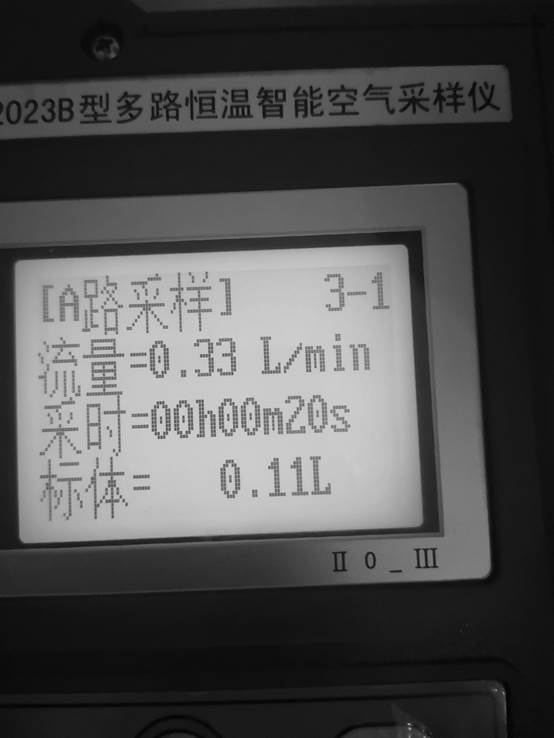 2023B型多路恒温智能空气采样仪
[A路采样] 3-1
流量=0.33 L/min
采时=00h00m20s
标体= 0.11L
Ⅱ 0 _ Ⅲ